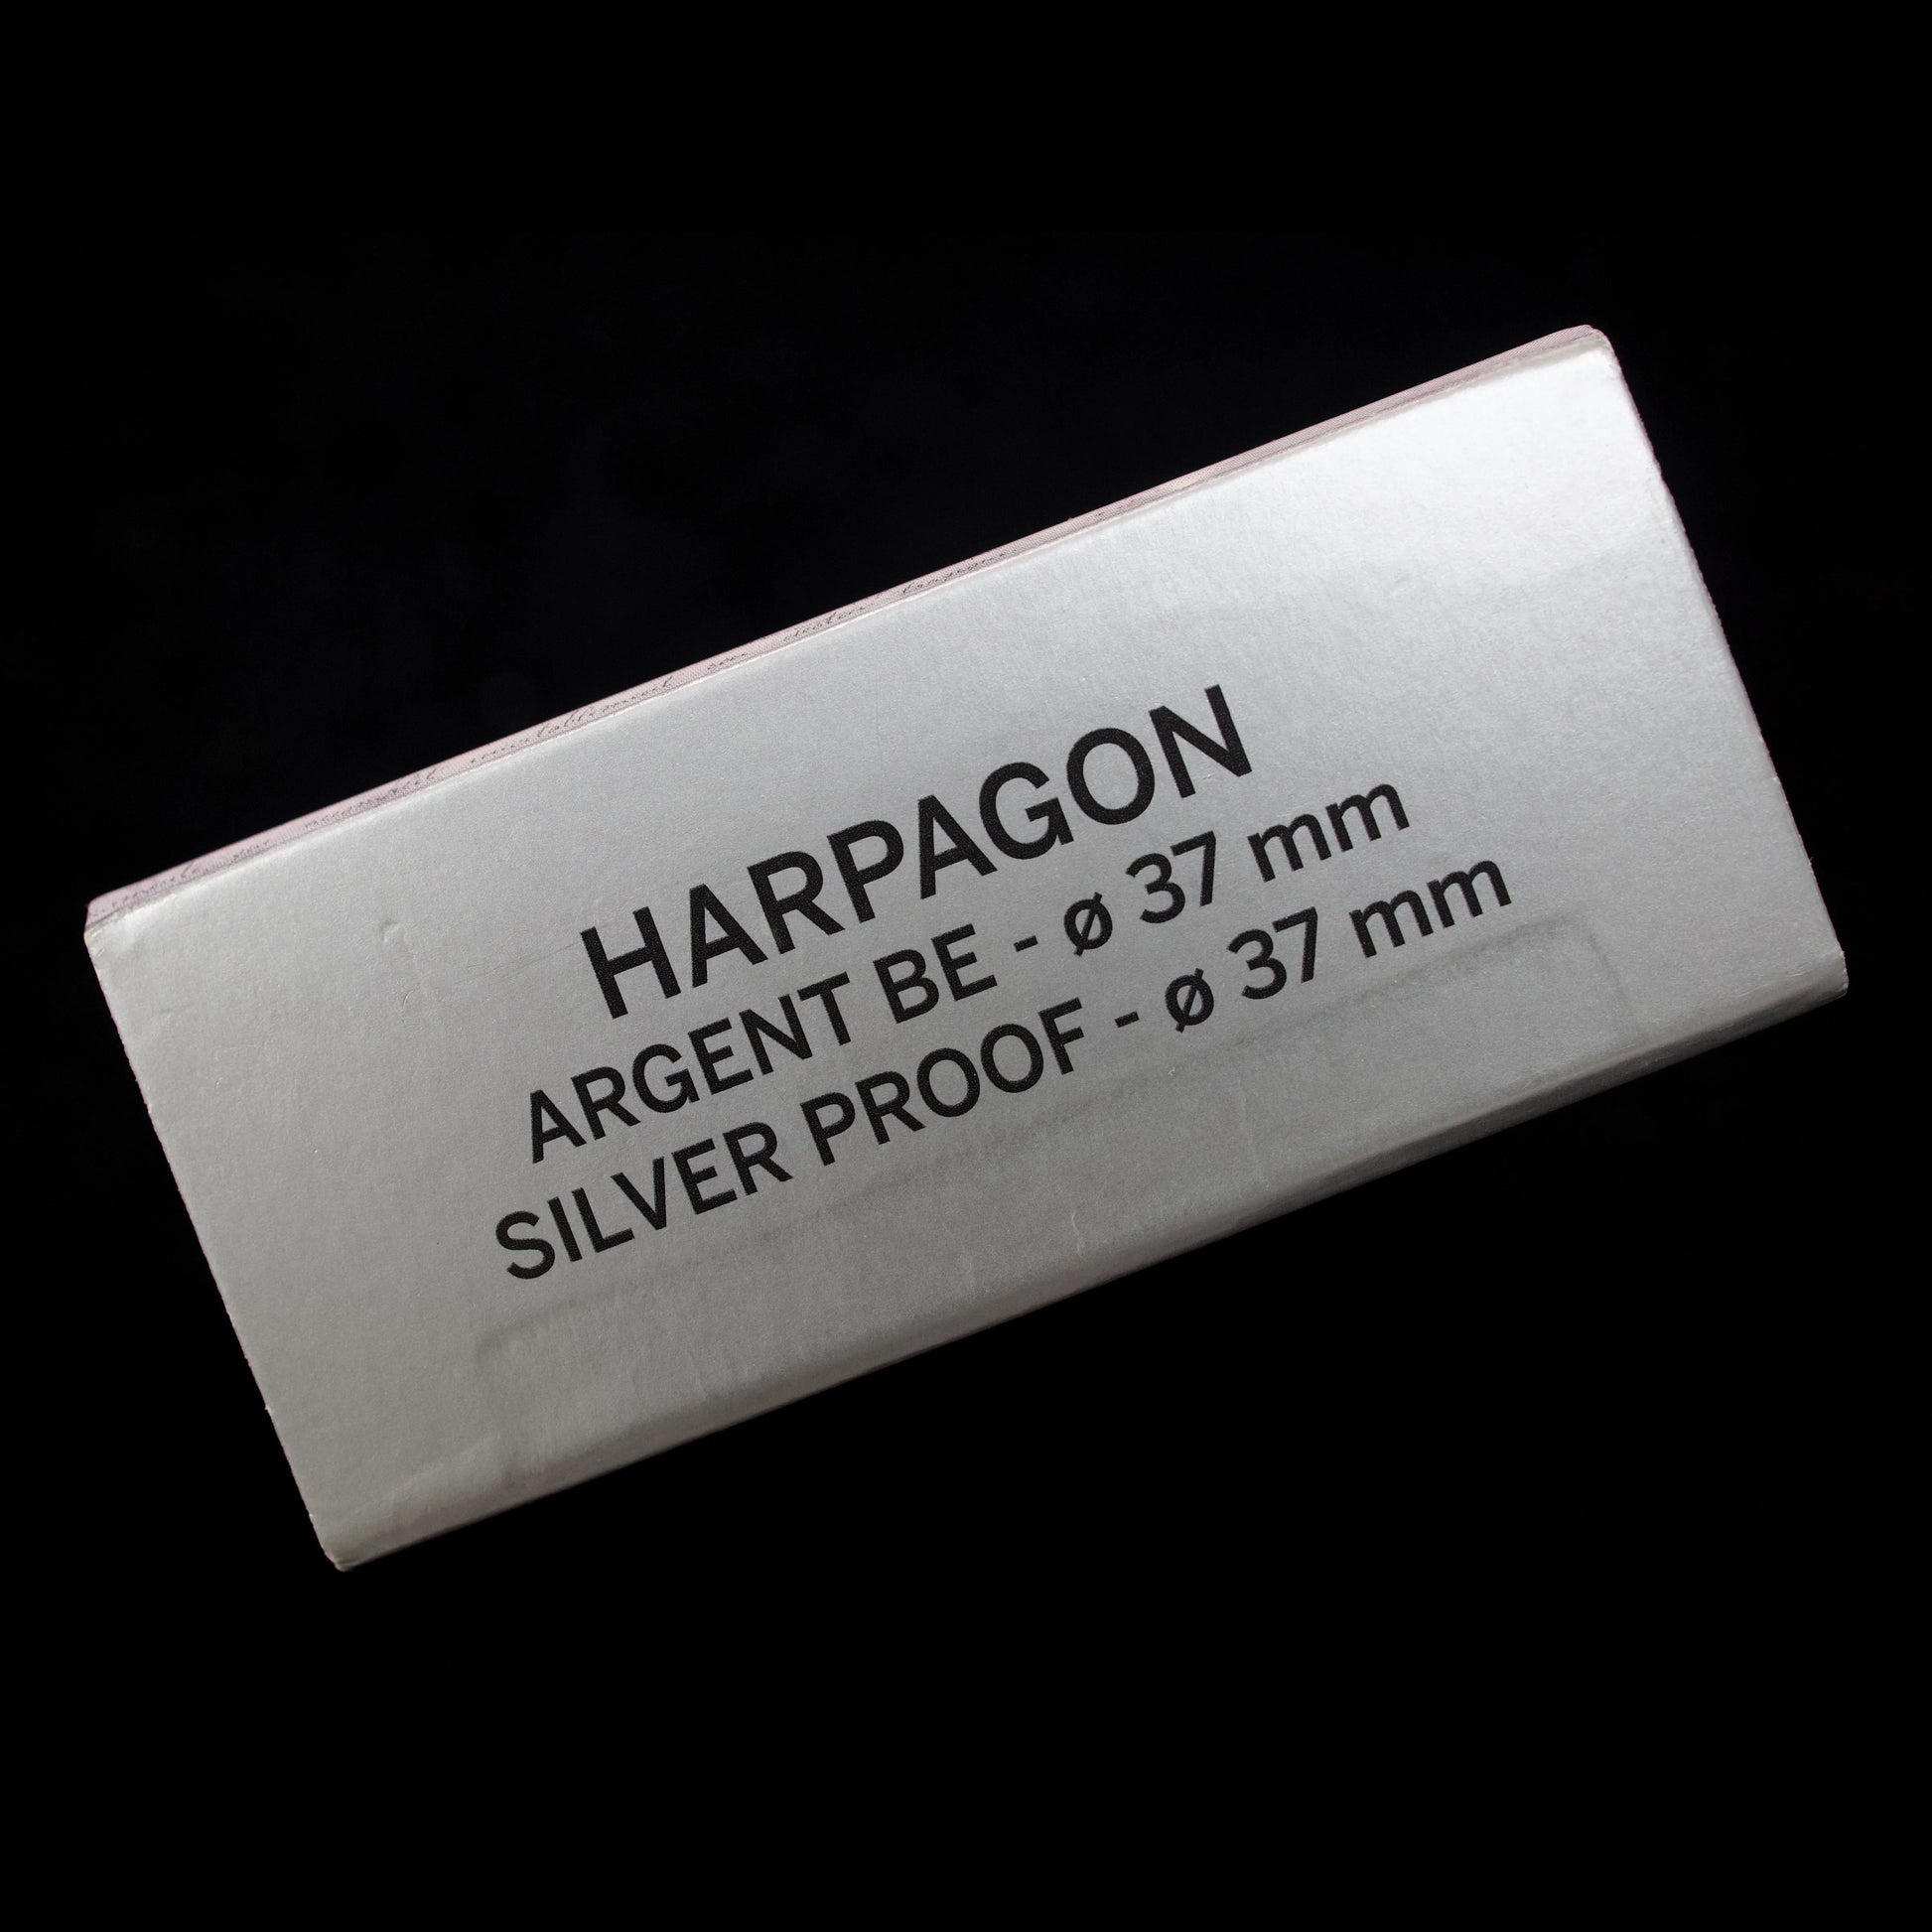 HARPAGON
ARGENT BE - ø 37 mm
SILVER PROOF - ø 37 mm